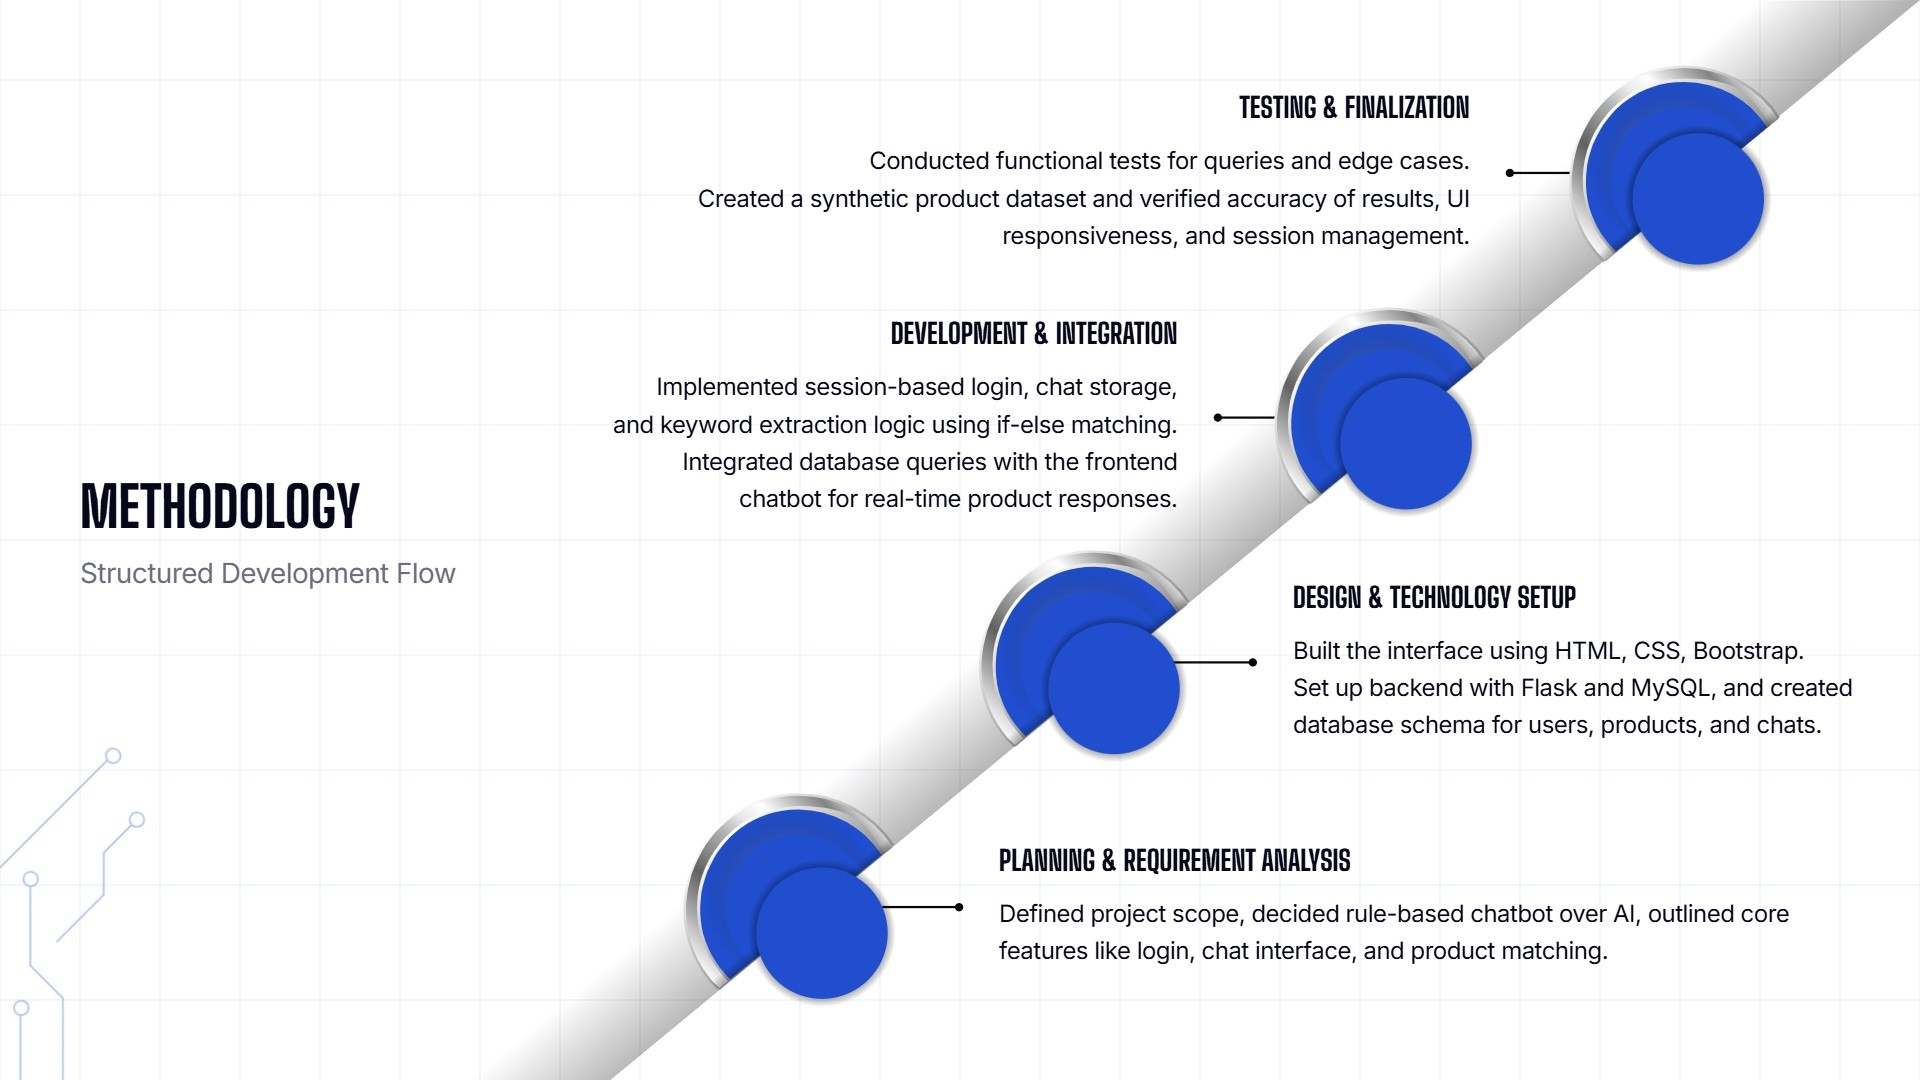 TESTING & FINALIZATION
Conducted functional tests for queries and edge cases.
Created a synthetic product dataset and verified accuracy of results, UI
responsiveness, and session management.
DEVELOPMENT & INTEGRATION
Implemented session-based login, chat storage,
and keyword extraction logic using if-else matching.
Integrated database queries with the frontend
chatbot for real-time product responses.
METHODOLOGY
Structured Development Flow
DESIGN & TECHNOLOGY SETUP
Built the interface using HTML, CSS, Bootstrap.
Set up backend with Flask and MySQL, and created
database schema for users, products, and chats.
PLANNING & REQUIREMENT ANALYSIS
Defined project scope, decided rule-based chatbot over AI, outlined core
features like login, chat interface, and product matching.